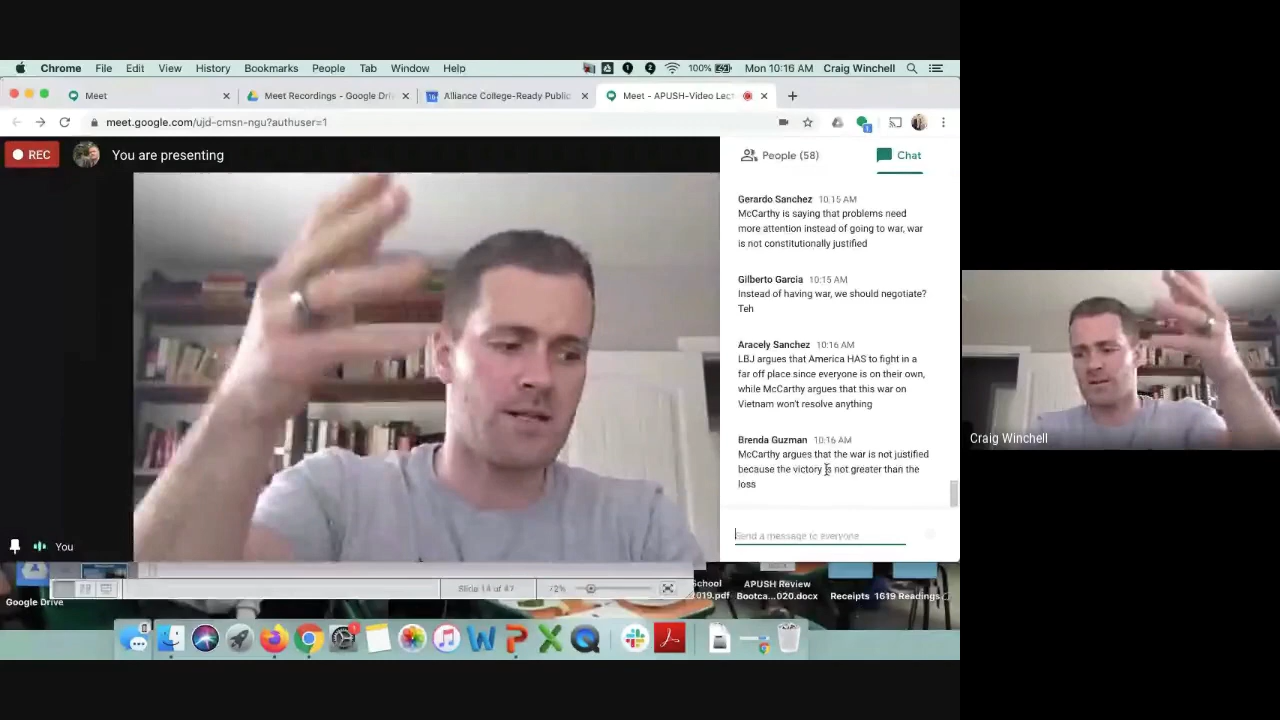 Chrome File Edit View History Bookmarks People Tab Window Help 100% Mon 10:16 AM Craig Winchell
Meet
Meet Recordings - Google Dri
Alliance College-Ready Public
Meet - APUSH-Video Lect
meet.google.com/ujd-cmsn-ngu?authuser=1
REC
You are presenting
People (58)
Chat
Gerardo Sanchez 10:15 AM
McCarthy is saying that problems need
more attention instead of going to war, war
is not constitutionally justified
Gilberto Garcia 10:15 AM
Instead of having war, we should negotiate?
Teh
Aracely Sanchez 10:16 AM
LBJ argues that America HAS to fight in a
far off place since everyone is on their own,
while McCarthy argues that this war on
Vietnam won't resolve anything
Brenda Guzman 10:16 AM
McCarthy argues that the war is not justified
because the victory is not greater than the
loss
Send a message to everyone
You
Craig Winchell
Slide 14 of 47
72%
Google Drive
School
2019.pdf
APUSH Review
Bootca...020.docx
Receipts
1619 Readings